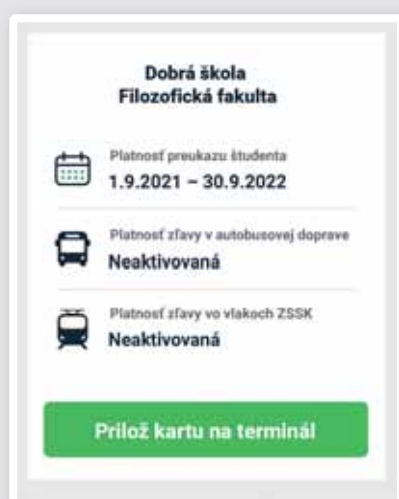 Dobrá škola
Filozofická fakulta
Platnosť preukazu študenta
1.9.2021 – 30.9.2022
Platnosť zľavy v autobusovej doprave
Neaktivovaná
Platnosť zľavy vo vlakoch ZSSK
Neaktivovaná
Prilož kartu na terminál